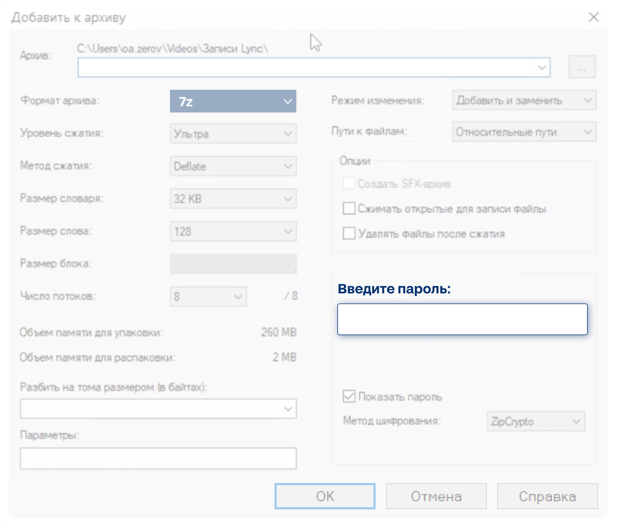 Добавить к архиву
Архив:
C:\Users\oa.zerov\Videos\Записи Lync\
...
Формат архива:
7z
Уровень сжатия:
Ультра
Метод сжатия:
Deflate
Размер словаря:
32 KB
Размер слова:
128
Размер блока:
Число потоков:
8
/ 8
Объем памяти для упаковки:
260 MB
Объем памяти для распаковки:
2 MB
Разбить на тома размером (в байтах):
Параметры:
Режим изменения:
Добавить и заменить
Пути к файлам:
Относительные пути
Опции
Создать SFX-архив
Сжимать открытые для записи файлы
Удалять файлы после сжатия
Введите пароль:
Показать пароль
Метод шифрования:
ZipCrypto
OK
Отмена
Справка